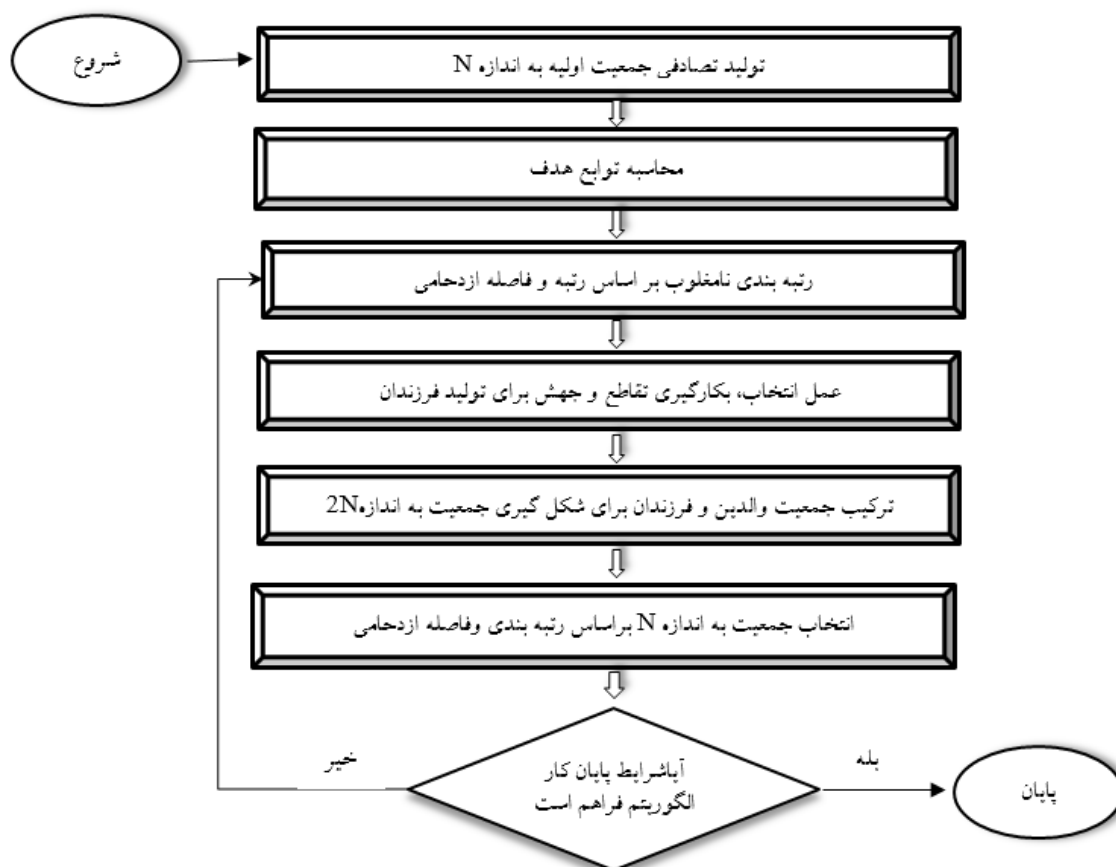 شروع
تولید تصادفی جمعیت اولیه به اندازه N
محاسبه توابع هدف
رتبه بندی نامغلوب بر اساس رتبه و فاصله ازدحامی
عمل انتخاب، بکارگیری تقاطع و جهش برای تولید فرزندان
ترکیب جمعیت والدین و فرزندان برای شکل گیری جمعیت به اندازه2N
انتخاب جمعیت به اندازه N براساس رتبه بندی وفاصله ازدحامی
آیاشرایط پایان کار
الگوریتم فراهم است
خیر
بله
پایان